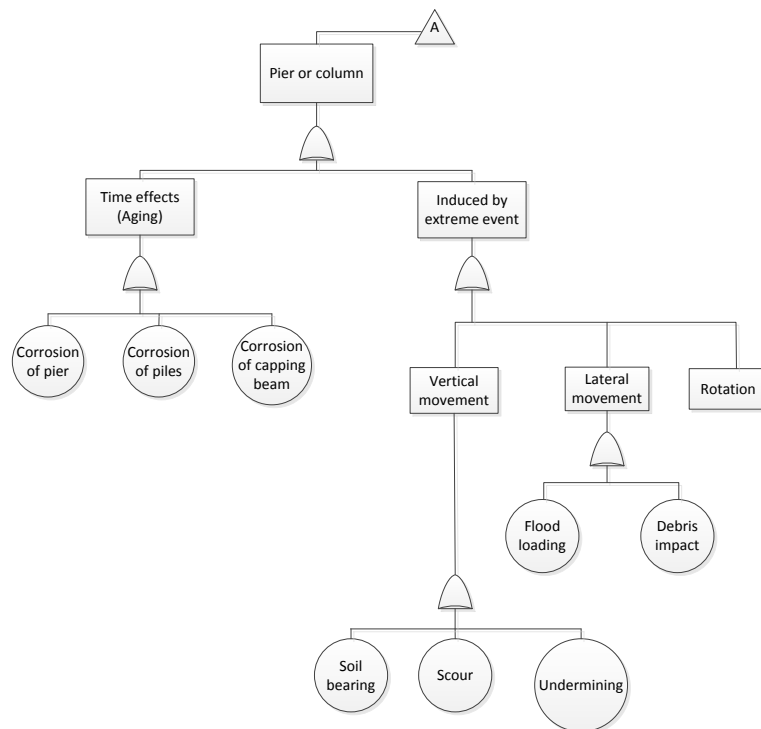 A
Pier or column
Time effects
(Aging)
Induced by
extreme event
Corrosion
of pier
Corrosion
of piles
Corrosion
of capping
beam
Vertical
movement
Lateral
movement
Rotation
Flood
loading
Debris
impact
Soil
bearing
Scour
Undermining